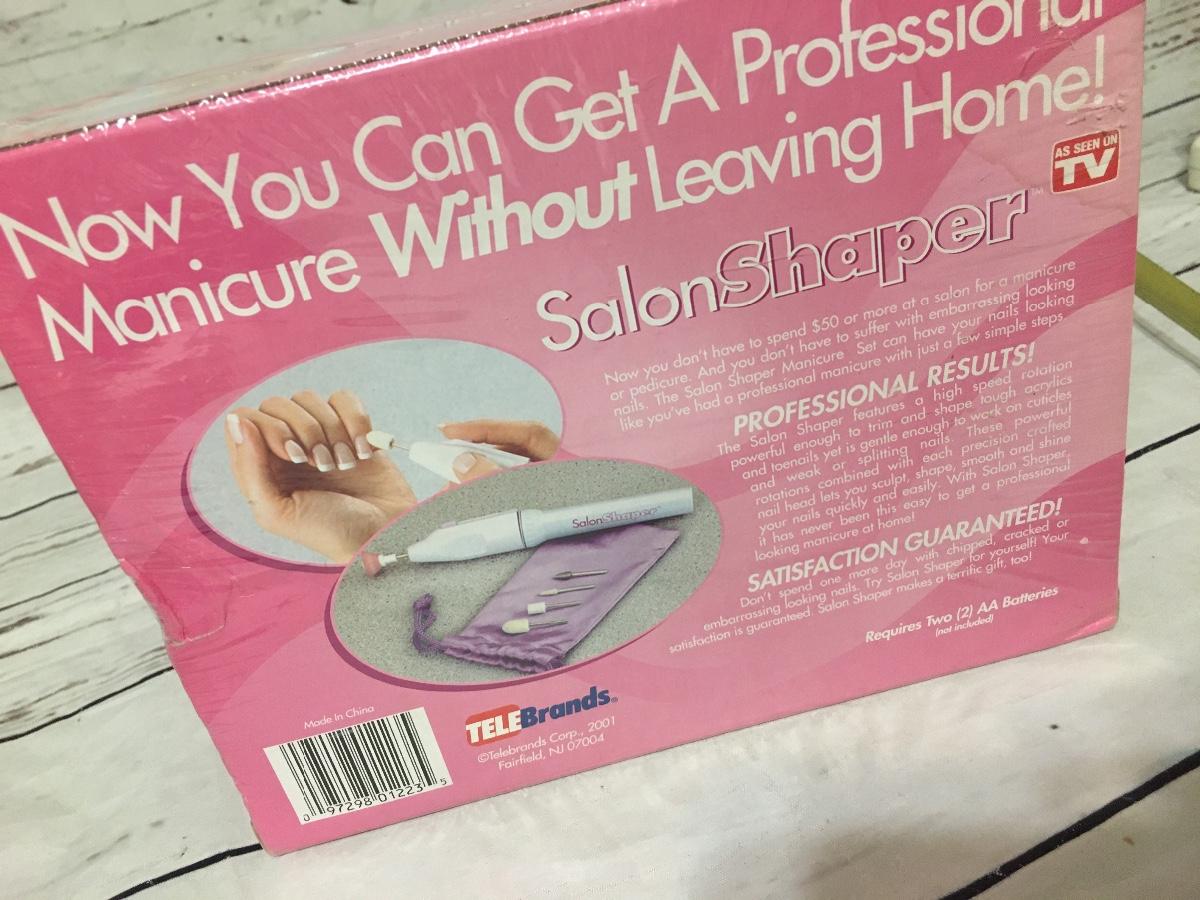 Now You Can Get A Professional
Manicure Without Leaving Home!
AS SEEN ON
TV
SalonShaper™
Now you don't have to spend $50 or more at a salon for a manicure
or pedicure. And you don't have to suffer with embarrassing looking
nails. The Salon Shaper Manicure Set can have your nails looking
like you've had a professional manicure with just a few simple steps.
PROFESSIONAL RESULTS!
The Salon Shaper features a high speed rotation
powerful enough to trim and shape tough acrylics
and toenails yet is gentle enough to work on cuticles
and weak or splitting nails. These powerful
rotations combined with each precision crafted
nail head lets you sculpt, shape, smooth and shine
your nails quickly and easily. With Salon Shaper,
it has never been this easy to get a professional
looking manicure at home!
SATISFACTION GUARANTEED!
Don't spend one more day with chipped, cracked or
embarrassing looking nails. Try Salon Shaper for yourself! Your
satisfaction is guaranteed. Salon Shaper makes a terrific gift, too!
Requires Two (2) AA Batteries
(not included)
SalonShaper™
Made In China
0 97298 01223 5
TELEBrands®
©Telebrands Corp., 2001
Fairfield, NJ 07004